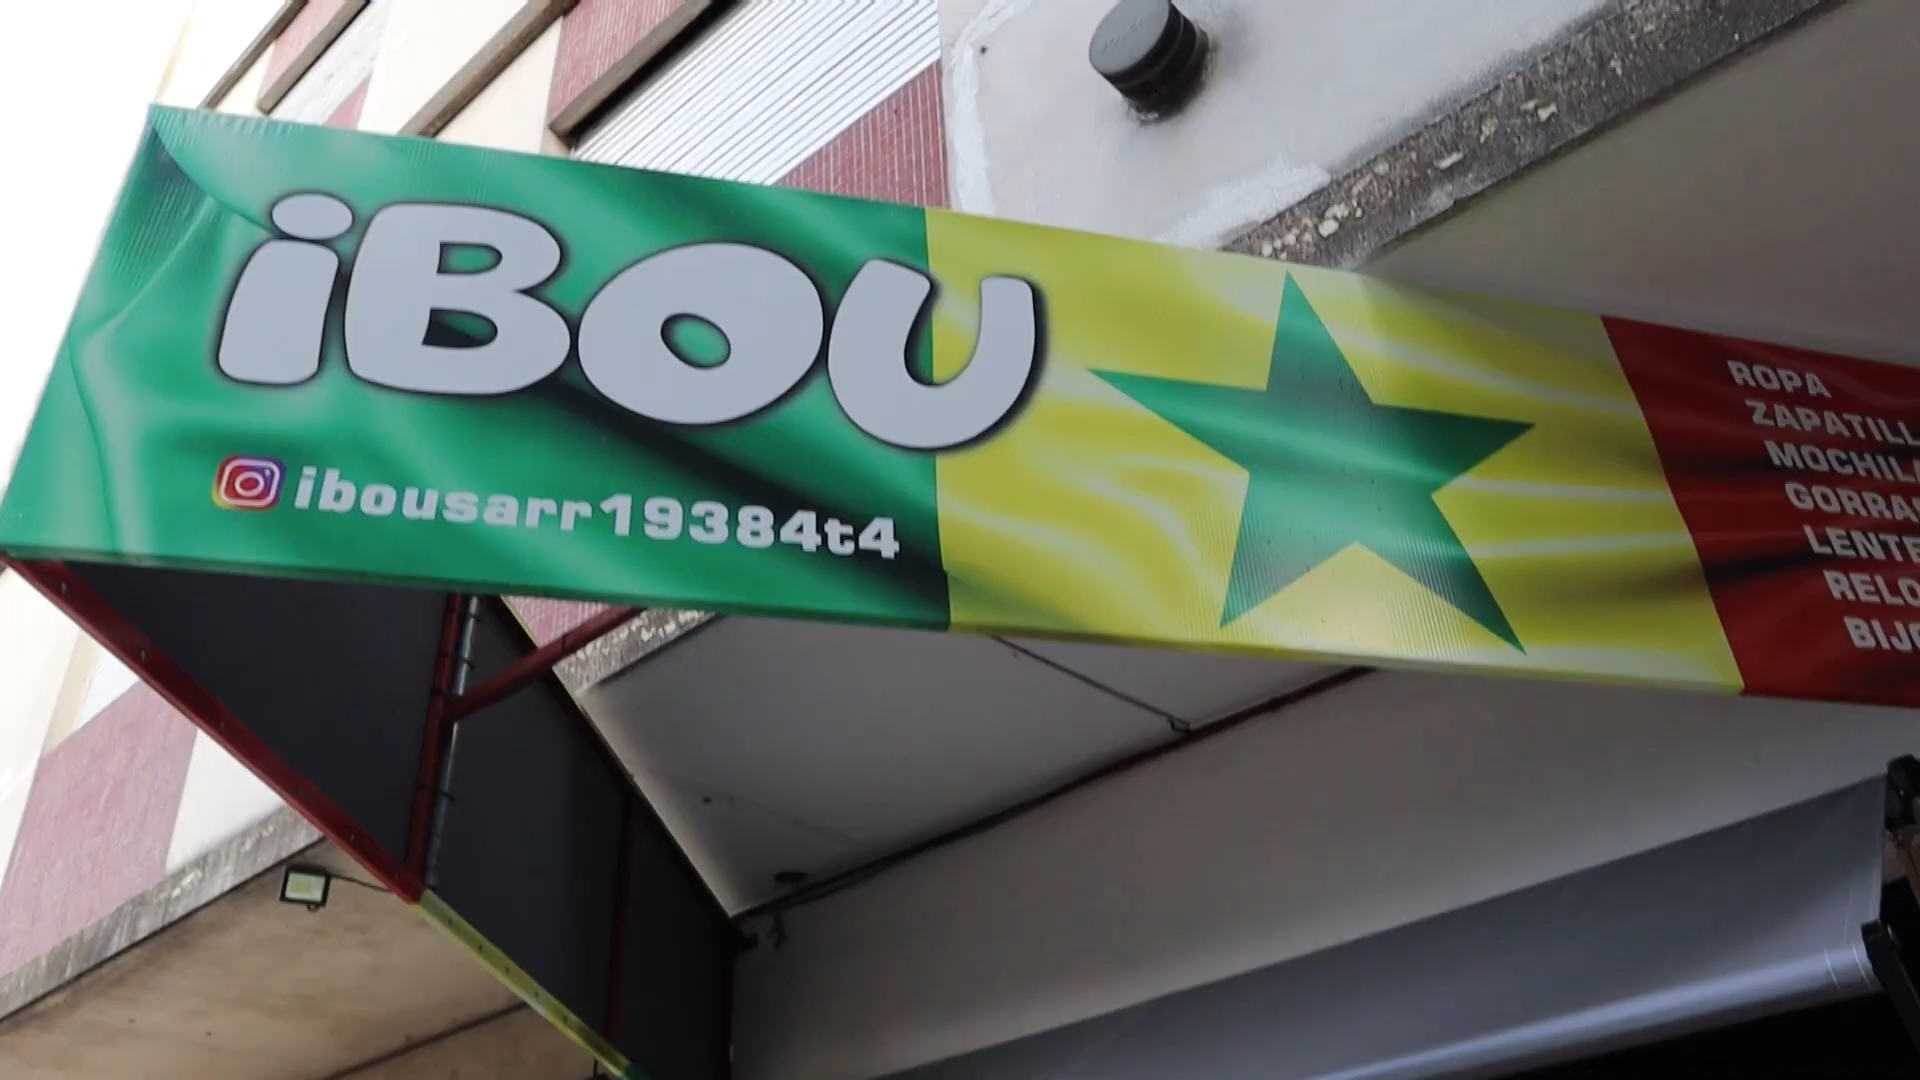 iBOU
ibousarr19384t4
ROPA
ZAPATILL
MOCHIL
GORRA
LENTE
RELO
BIJ